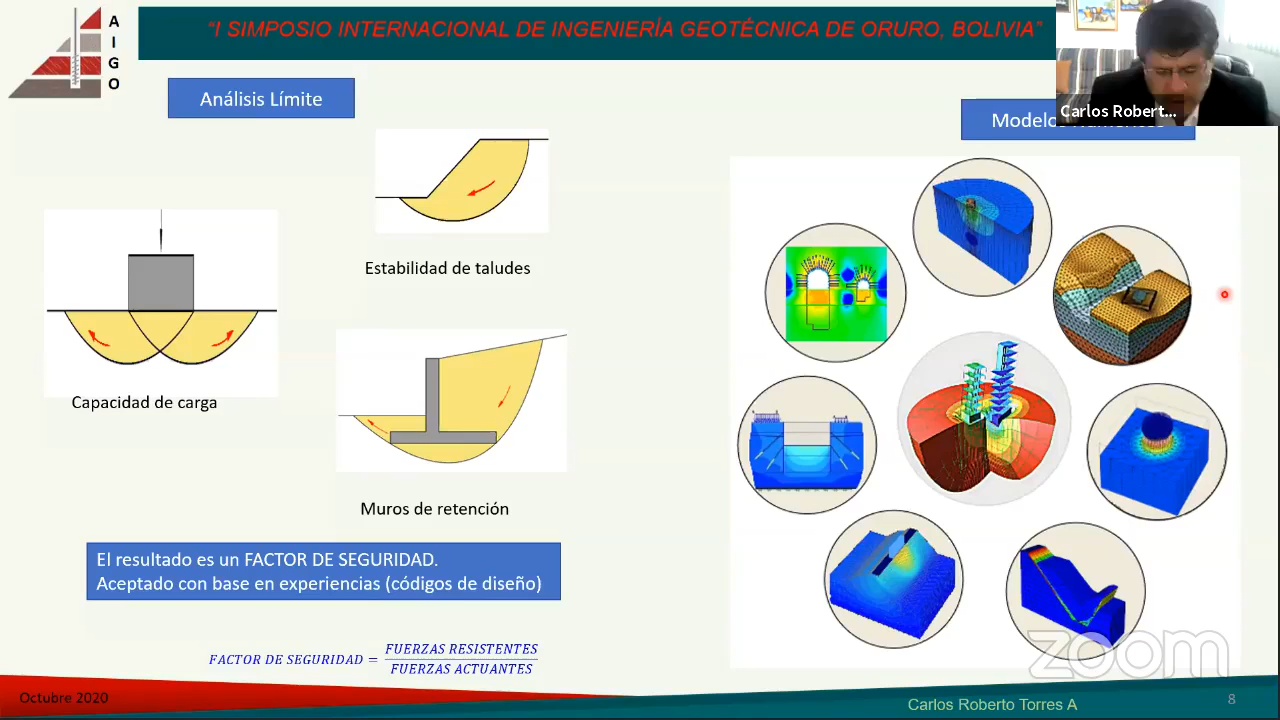 A
I
G
O
“I SIMPOSIO INTERNACIONAL DE INGENIERÍA GEOTÉCNICA DE ORURO, BOLIVIA”
Carlos Robert...
Análisis Límite
Estabilidad de taludes
Capacidad de carga
Muros de retención
El resultado es un FACTOR DE SEGURIDAD.
Aceptado con base en experiencias (códigos de diseño)
FACTOR DE SEGURIDAD = FUERZAS RESISTENTES
FUERZAS ACTUANTES
Modelos
zoom
Octubre 2020
Carlos Roberto Torres A
8